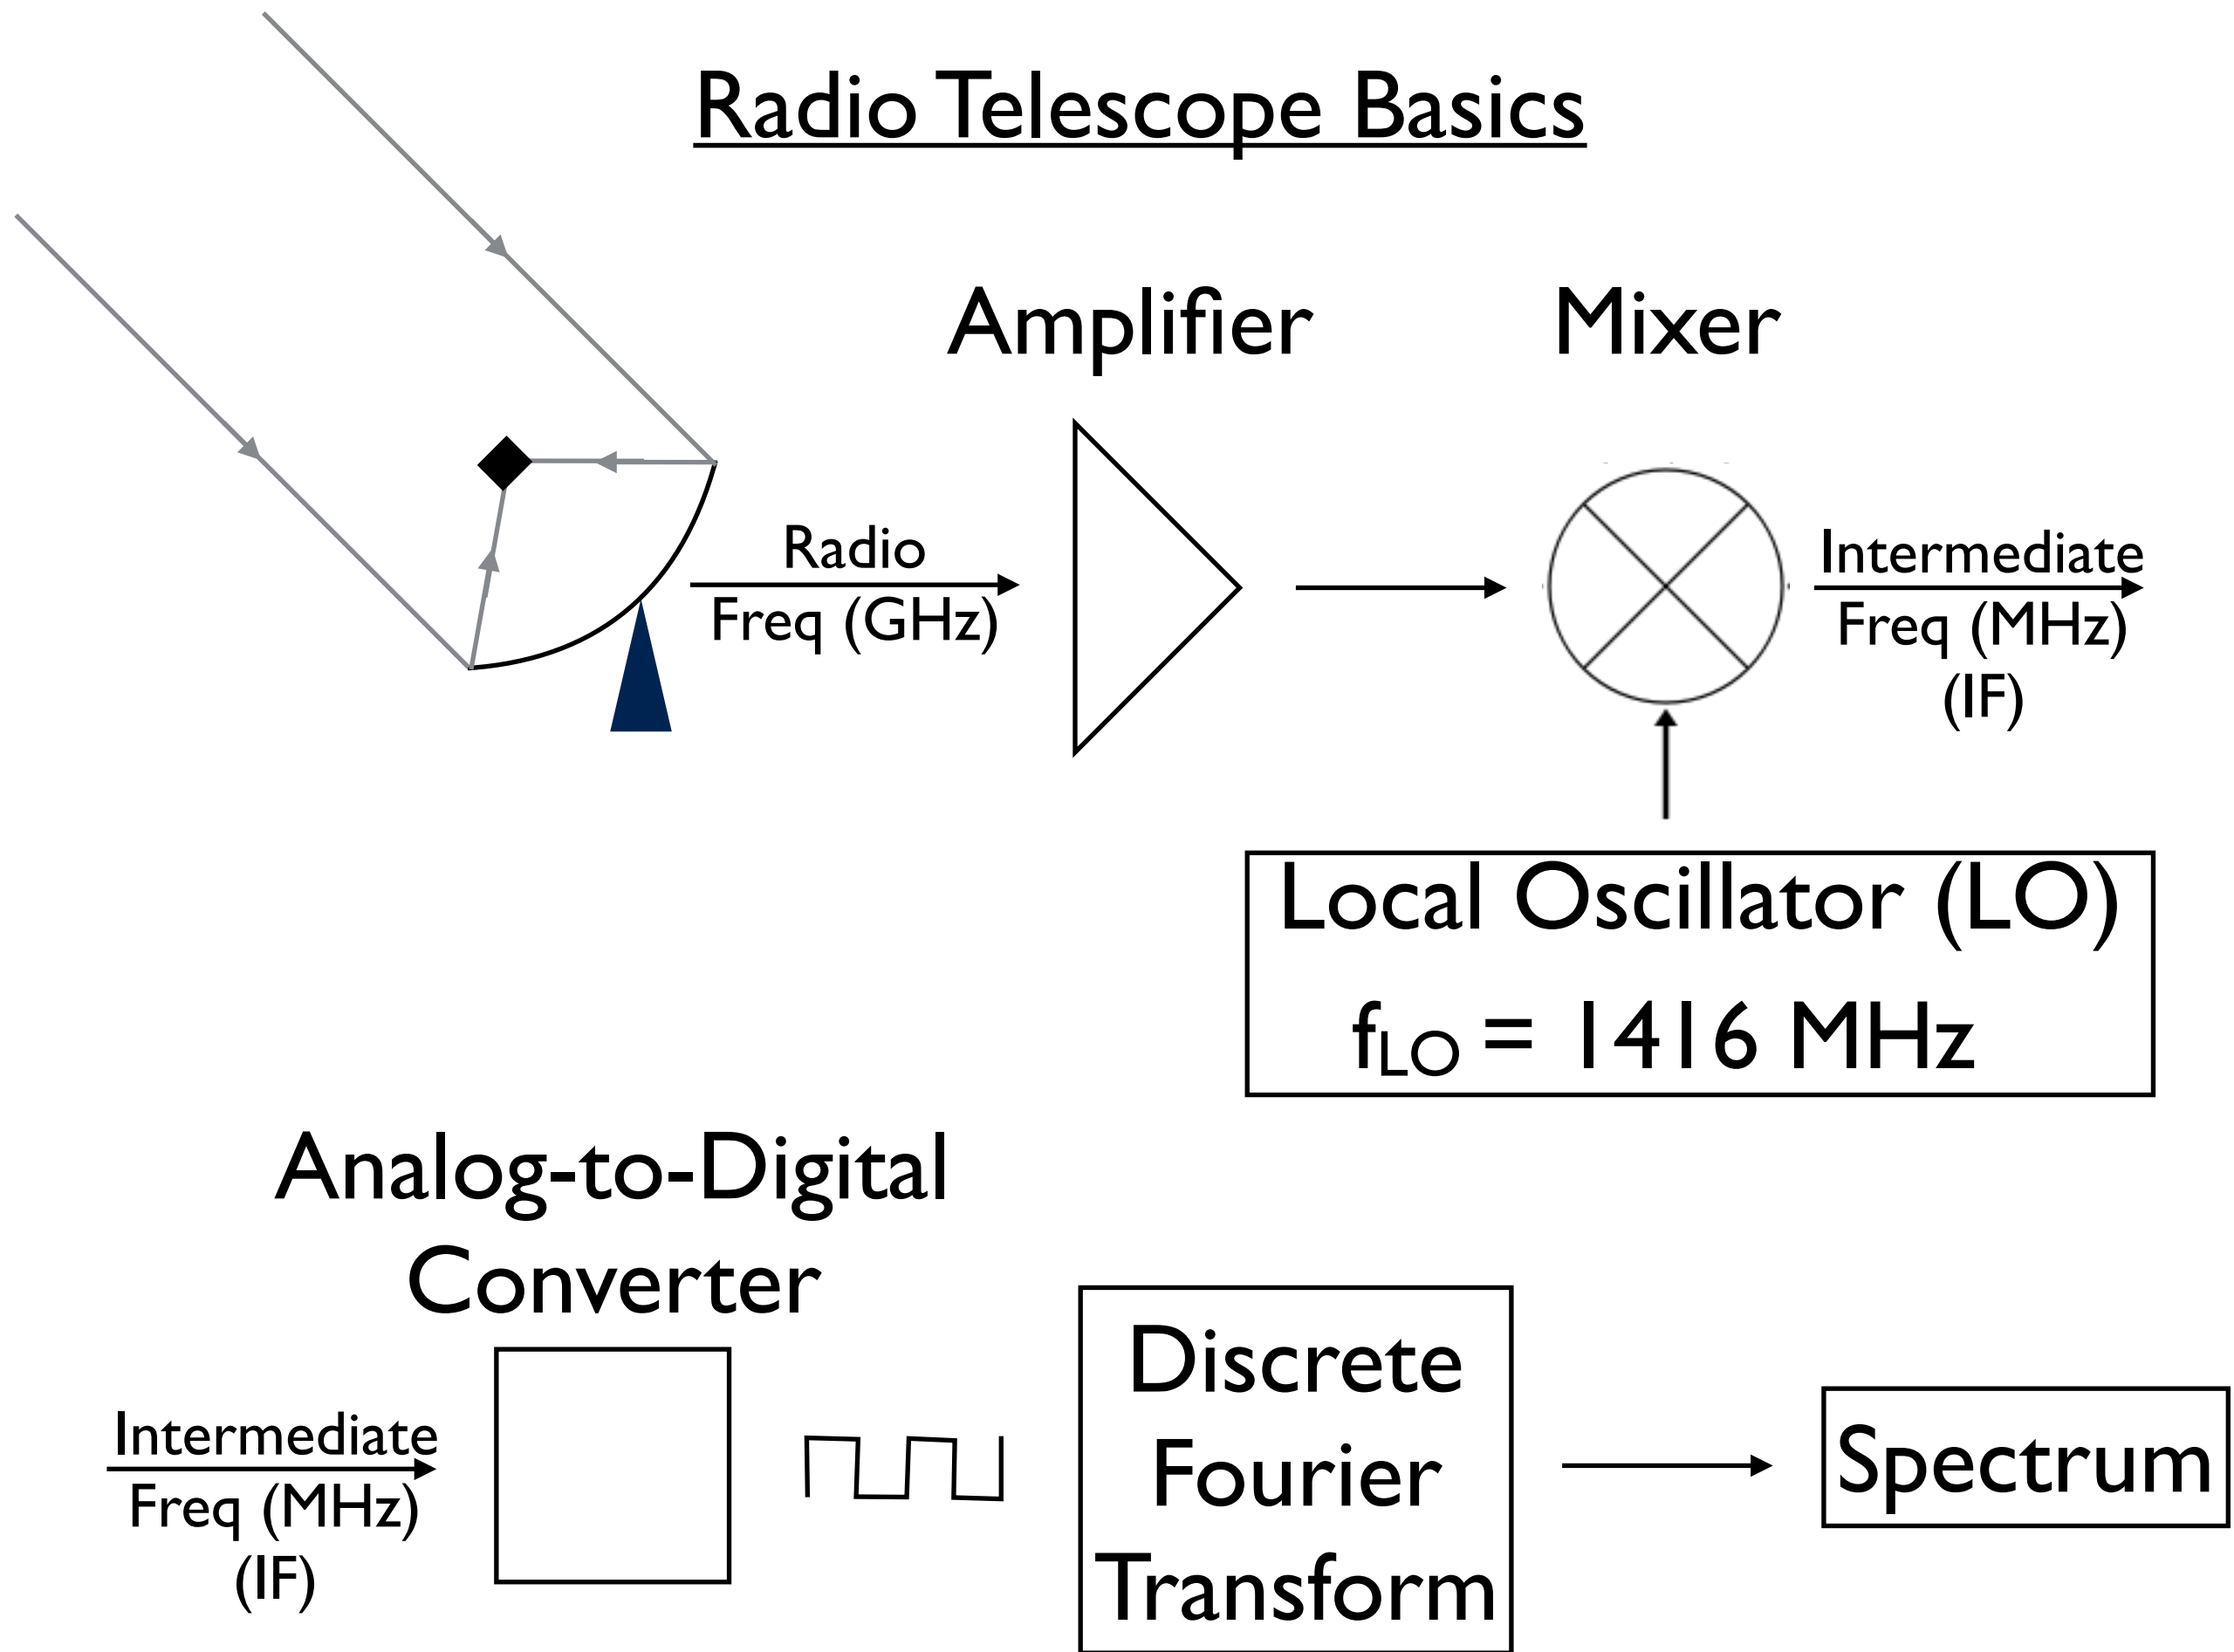 Radio Telescope Basics
Amplifier
Mixer
Radio
Freq (GHz)
Intermediate
Freq (MHz)
(IF)
Local Oscillator (LO)
fLO = 1416 MHz
Analog-to-Digital
Converter
Intermediate
Freq (MHz)
(IF)
Discrete
Fourier
Transform
Spectrum